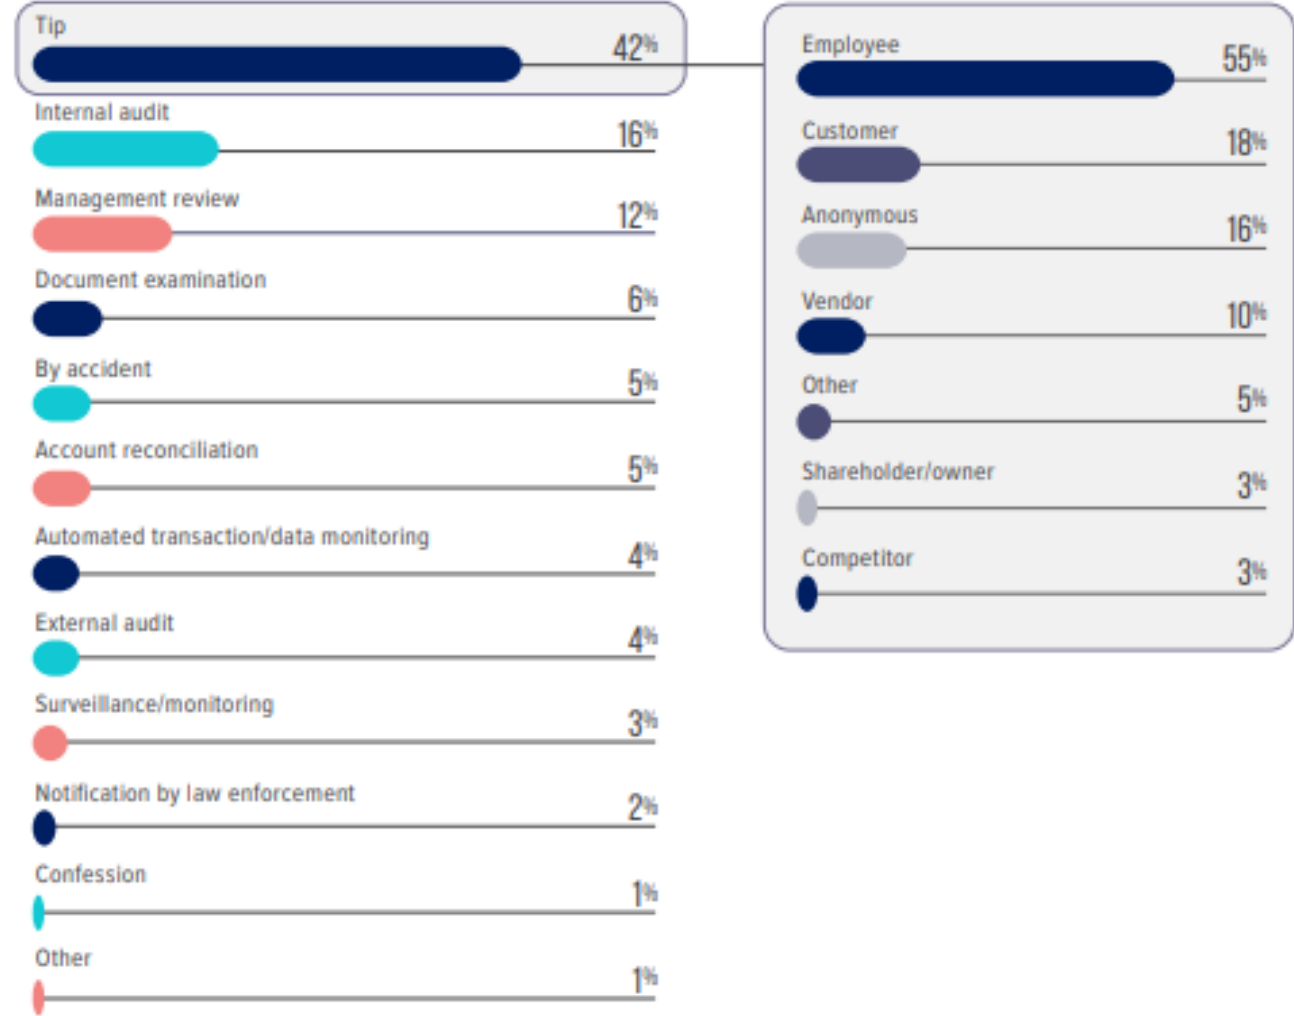 Tip
42%
Internal audit
16%
Management review
12%
Document examination
6%
By accident
5%
Account reconciliation
5%
Automated transaction/data monitoring
4%
External audit
4%
Surveillance/monitoring
3%
Notification by law enforcement
2%
Confession
1%
Other
1%
Employee
55%
Customer
18%
Anonymous
16%
Vendor
10%
Other
5%
Shareholder/owner
3%
Competitor
3%